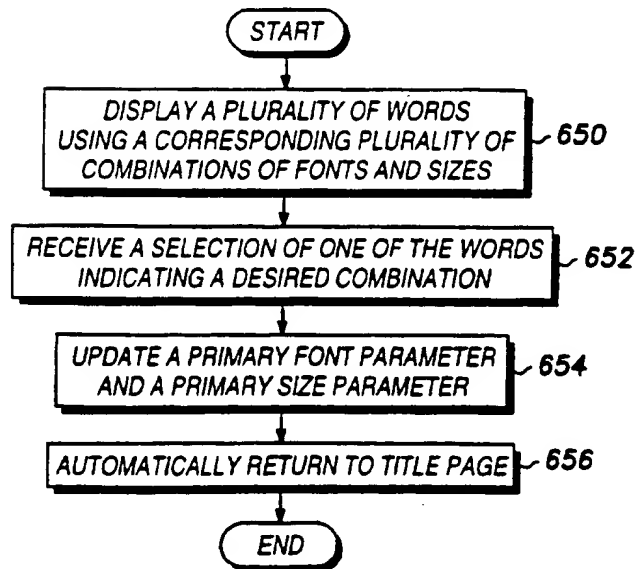 START
DISPLAY A PLURALITY OF WORDS
USING A CORRESPONDING PLURALITY OF
COMBINATIONS OF FONTS AND SIZES
650
RECEIVE A SELECTION OF ONE OF THE WORDS
INDICATING A DESIRED COMBINATION
652
UPDATE A PRIMARY FONT PARAMETER
AND A PRIMARY SIZE PARAMETER
654
AUTOMATICALLY RETURN TO TITLE PAGE
656
END